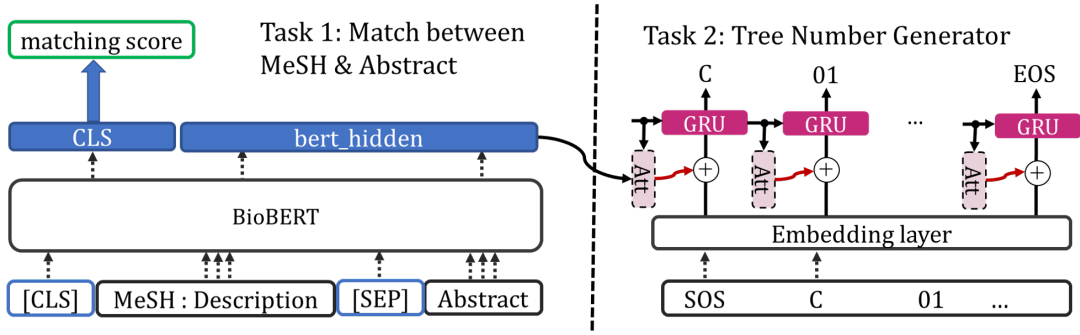 matching score
Task 1: Match between
MeSH & Abstract
CLS
bert_hidden
BioBERT
[CLS]
MeSH : Description
[SEP]
Abstract
Task 2: Tree Number Generator
C
01
EOS
GRU
GRU
...
GRU
Att
+
Att
+
Att
+
Embedding layer
SOS
C
01
...